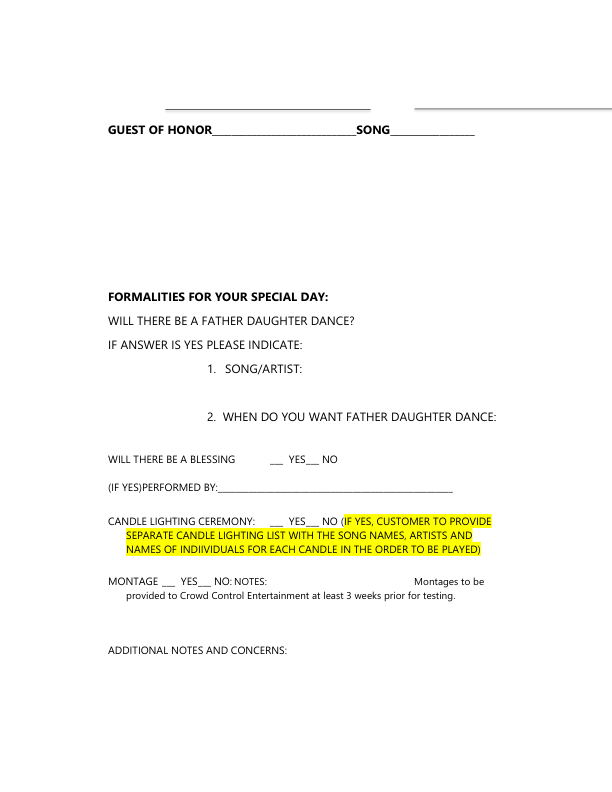 GUEST OF HONOR__________________________SONG_______________
FORMALITIES FOR YOUR SPECIAL DAY:
WILL THERE BE A FATHER DAUGHTER DANCE?
IF ANSWER IS YES PLEASE INDICATE:
1. SONG/ARTIST:
2. WHEN DO YOU WANT FATHER DAUGHTER DANCE:
WILL THERE BE A BLESSING ___ YES___ NO
(IF YES)PERFORMED BY:________________________________________________
CANDLE LIGHTING CEREMONY: ___ YES___ NO (IF YES, CUSTOMER TO PROVIDE
SEPARATE CANDLE LIGHTING LIST WITH THE SONG NAMES, ARTISTS AND
NAMES OF INDIIVIDUALS FOR EACH CANDLE IN THE ORDER TO BE PLAYED)
MONTAGE ___ YES___ NO: NOTES: Montages to be
provided to Crowd Control Entertainment at least 3 weeks prior for testing.
ADDITIONAL NOTES AND CONCERNS: